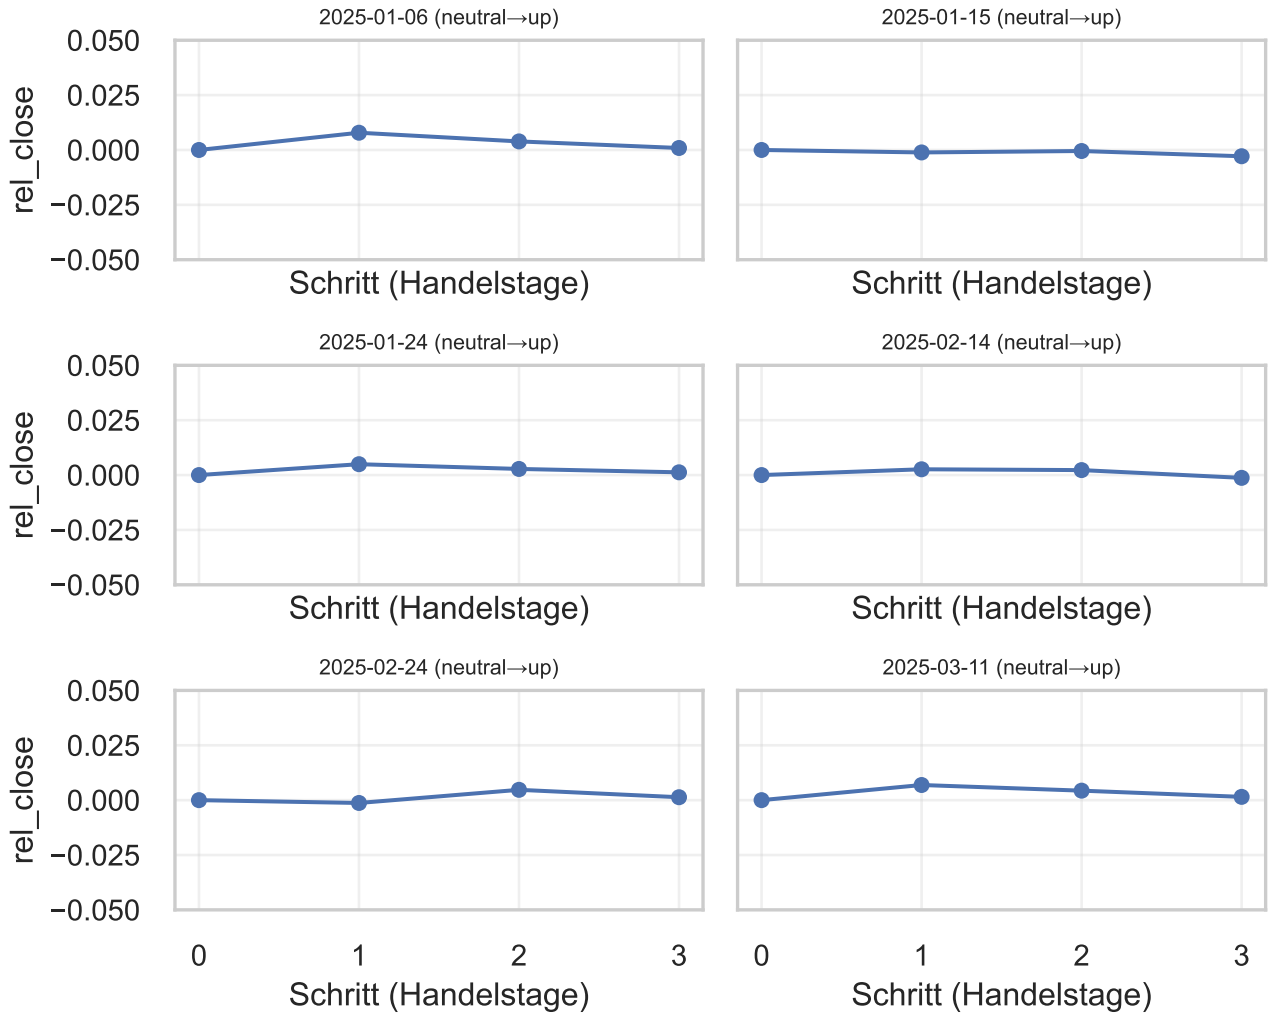 2025-01-06 (neutral→up)
2025-01-15 (neutral→up)
0.050
0.025
0.000
−0.025
−0.050
rel_close
Schritt (Handelstage)
Schritt (Handelstage)
2025-01-24 (neutral→up)
2025-02-14 (neutral→up)
0.050
0.025
0.000
−0.025
−0.050
rel_close
Schritt (Handelstage)
Schritt (Handelstage)
2025-02-24 (neutral→up)
2025-03-11 (neutral→up)
0.050
0.025
0.000
−0.025
−0.050
rel_close
0 1 2 3
0 1 2 3
Schritt (Handelstage)
Schritt (Handelstage)